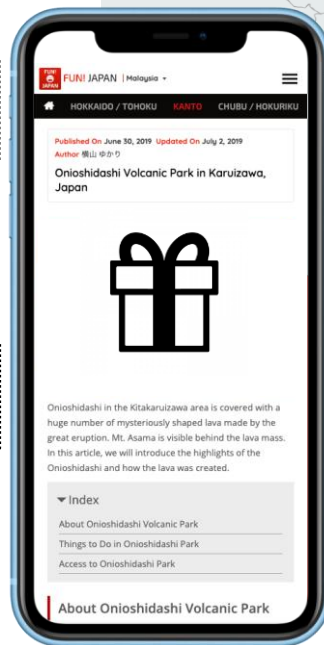 FUN! JAPAN
FUN! JAPAN | Malaysia
HOKKAIDO / TOHOKU KANTO CHUBU / HOKURIKU
Published On June 30, 2019 Updated On July 2, 2019
Author 横山 ゆかり
Onioshidashi Volcanic Park in Karuizawa,
Japan
Onioshidashi in the Kitakaruizawa area is covered with a
huge number of mysteriously shaped lava made by the
great eruption. Mt. Asama is visible behind the lava mass.
In this article, we will introduce the highlights of the
Onioshidashi and how the lava was created.
Index
About Onioshidashi Volcanic Park
Things to Do in Onioshidashi Park
Access to Onioshidashi Park
About Onioshidashi Volcanic Park